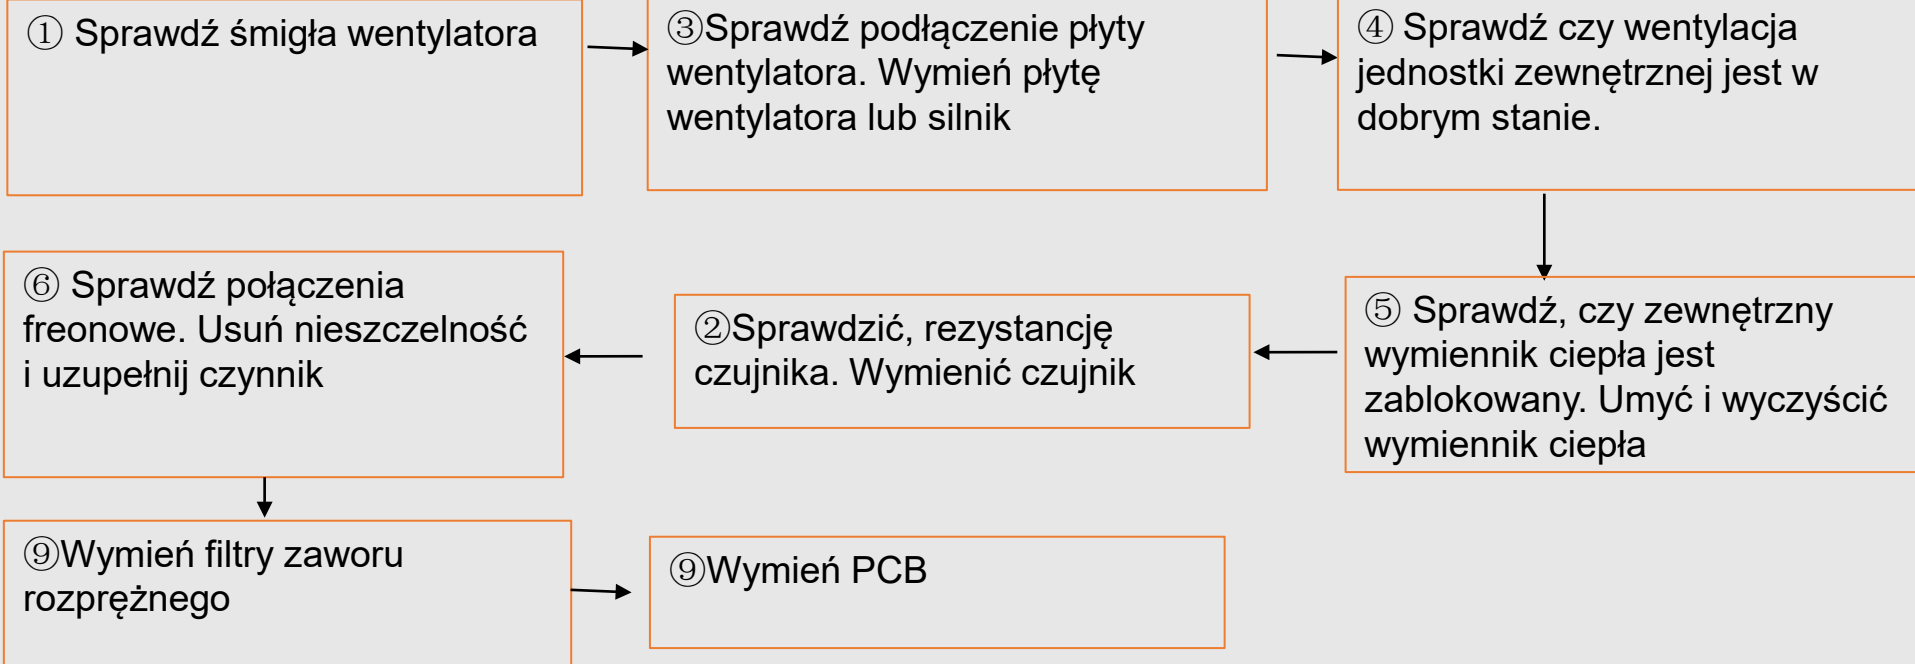 ① Sprawdź śmigła wentylatora
③Sprawdź podłączenie płyty
wentylatora. Wymień płytę
wentylatora lub silnik
④ Sprawdź czy wentylacja
jednostki zewnętrznej jest w
dobrym stanie.
⑥ Sprawdź połączenia
freonowe. Usuń nieszczelność
i uzupełnij czynnik
②Sprawdzić, rezystancję
czujnika. Wymienić czujnik
⑤ Sprawdź, czy zewnętrzny
wymiennik ciepła jest
zablokowany. Umyć i wyczyścić
wymiennik ciepła
⑨Wymień filtry zaworu
rozprężnego
⑨Wymień PCB